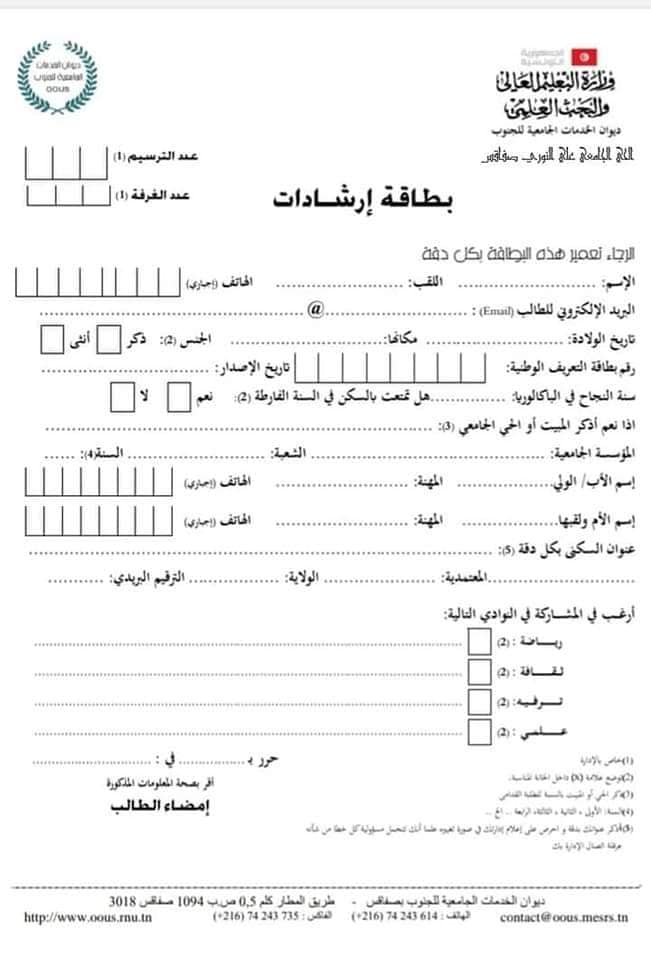 ديوان الخدمات
الجامعية للجنوب
OOUS
الجمهورية
التونسية
وزارة التعليم العالي
والبحث العلمي
ديوان الخدمات الجامعية للجنوب
الحي الجامعي علي النوري صفاقس
عدد الترسيم (1)
عدد الغرفة (1)
بطاقة إرشادات
الرجاء تعمير هذه البطاقة بكل دقة
الإسم: ........................ اللقب: ........................ الهاتف (إجباري)
البريد الإلكتروني للطالب (Email) : ........................@........................
تاريخ الولادة: ........................ مكانها: ........................ الجنس (2): ذكر أنثى
رقم بطاقة التعريف الوطنية: تاريخ الإصدار: ........................
سنة النجاح في الباكالوريا: ...............هل تمتعت بالسكن في السنة الفارطة (2): نعم لا
اذا نعم أذكر المبيت أو الحي الجامعي (3): ........................
المؤسسة الجامعية: ........................ الشعبة: ........................ السنة(4): ......
إسم الأب/ الولي........................ المهنة: ........................ الهاتف (إجباري)
إسم الأم ولقبها........................ المهنة: ........................ الهاتف (إجباري)
عنوان السكنى بكل دقة (5): ........................
........................المعتمدية: ........................ الولاية: ........................ الترقيم البريدي: ...........
أرغب في المشاركة في النوادي التالية:
رياضة : (2) ........................
ثقافة : (2) ........................
ترفيه: (2) ........................
علمي : (2) ........................
حرر بـ .................. في : ........................
أقر بصحة المعلومات المذكورة
إمضاء الطالب
(1)خاص بالإدارة
(2)توضع علامة (x) داخل الخانة المناسبة.
(3)ذكر الحي أو المبيت بالنسبة للطلبة القدامى
(4)السنة: الأولى ، الثانية ، الثالثة، الرابعة ... الخ ..
(5)أذكر عنوانك بدقة و احرص على إعلام إدارتك في صورة تغييره علما أنك تتحمل مسؤولية كل خطأ من شأنه
عرقلة اتصال الإدارة بك
ديوان الخدمات الجامعية للجنوب بصفاقس - طريق المطار كلم 0,5 ص.ب 1094 صفاقس 3018
contact@oous.mesrs.tn الهاتف : 614 243 74 (216+) الفاكس : 735 243 74 (216+) http://www.oous.rnu.tn